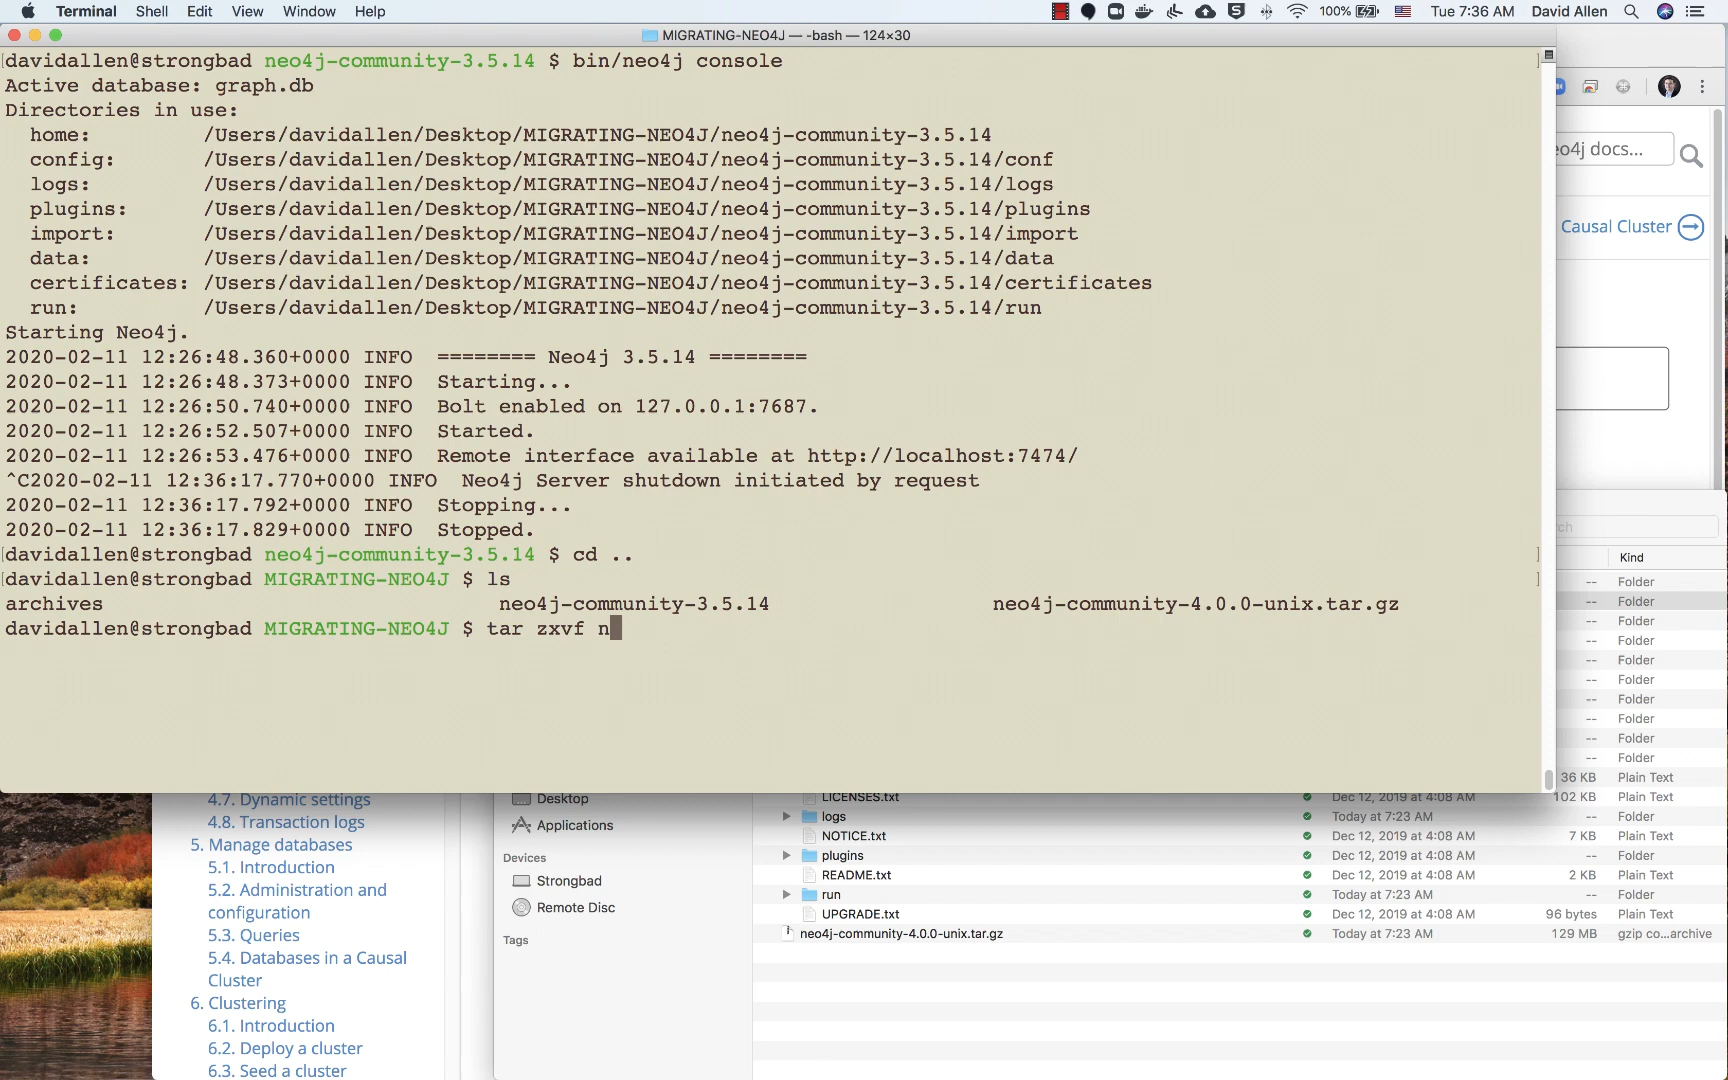 Terminal Shell Edit View Window Help 100% Tue 7:36 AM David Allen
MIGRATING-NEO4J — -bash — 124×30
davidallen@strongbad neo4j-community-3.5.14 $ bin/neo4j console
Active database: graph.db
Directories in use:
home: /Users/davidallen/Desktop/MIGRATING-NEO4J/neo4j-community-3.5.14
config: /Users/davidallen/Desktop/MIGRATING-NEO4J/neo4j-community-3.5.14/conf
logs: /Users/davidallen/Desktop/MIGRATING-NEO4J/neo4j-community-3.5.14/logs
plugins: /Users/davidallen/Desktop/MIGRATING-NEO4J/neo4j-community-3.5.14/plugins
import: /Users/davidallen/Desktop/MIGRATING-NEO4J/neo4j-community-3.5.14/import
data: /Users/davidallen/Desktop/MIGRATING-NEO4J/neo4j-community-3.5.14/data
certificates: /Users/davidallen/Desktop/MIGRATING-NEO4J/neo4j-community-3.5.14/certificates
run: /Users/davidallen/Desktop/MIGRATING-NEO4J/neo4j-community-3.5.14/run
Starting Neo4j.
2020-02-11 12:26:48.360+0000 INFO ======== Neo4j 3.5.14 ========
2020-02-11 12:26:48.373+0000 INFO Starting...
2020-02-11 12:26:50.740+0000 INFO Bolt enabled on 127.0.0.1:7687.
2020-02-11 12:26:52.507+0000 INFO Started.
2020-02-11 12:26:53.476+0000 INFO Remote interface available at http://localhost:7474/
^C2020-02-11 12:36:17.770+0000 INFO Neo4j Server shutdown initiated by request
2020-02-11 12:36:17.792+0000 INFO Stopping...
2020-02-11 12:36:17.829+0000 INFO Stopped.
davidallen@strongbad neo4j-community-3.5.14 $ cd ..
davidallen@strongbad MIGRATING-NEO4J $ ls
archives neo4j-community-3.5.14 neo4j-community-4.0.0-unix.tar.gz
davidallen@strongbad MIGRATING-NEO4J $ tar zxvf n
eo4j docs...
Causal Cluster
Kind
-- Folder
-- Folder
-- Folder
-- Folder
-- Folder
-- Folder
-- Folder
-- Folder
-- Folder
-- Folder
36 KB Plain Text
LICENSES.txt Dec 12, 2019 at 4:08 AM 102 KB Plain Text
logs Today at 7:23 AM -- Folder
NOTICE.txt Dec 12, 2019 at 4:08 AM 7 KB Plain Text
plugins Dec 12, 2019 at 4:08 AM -- Folder
README.txt Dec 12, 2019 at 4:08 AM 2 KB Plain Text
run Today at 7:23 AM -- Folder
UPGRADE.txt Dec 12, 2019 at 4:08 AM 96 bytes Plain Text
neo4j-community-4.0.0-unix.tar.gz Today at 7:23 AM 129 MB gzip co...archive
Desktop
Applications
Devices
Strongbad
Remote Disc
Tags
4.7. Dynamic settings
4.8. Transaction logs
5. Manage databases
5.1. Introduction
5.2. Administration and
configuration
5.3. Queries
5.4. Databases in a Causal
Cluster
6. Clustering
6.1. Introduction
6.2. Deploy a cluster
6.3. Seed a cluster